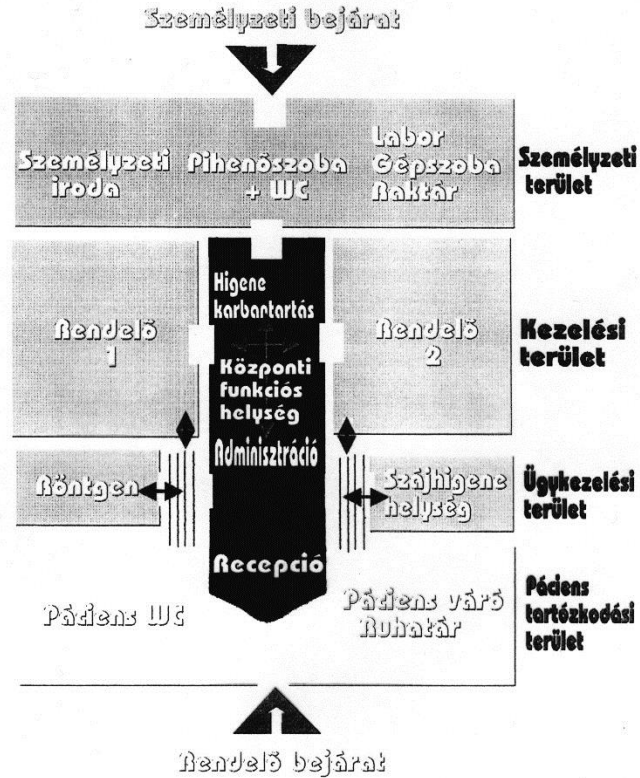 Személyzeti bejárat
Személyzeti
iroda
Pihenőszoba
+ WC
Labor
Gépszoba
Raktár
Személyzeti
terület
Higene
karbartartás
Rendelő
1
Rendelő
2
Kezelési
terület
Központi
funkciós
helység
Adminisztráció
Röntgen
Szájhigene
helység
Ügykezelési
terület
Recepció
Páciens WC
Páciens váró
Ruhatár
Páciens
tartózkodási
terület
Rendelő bejárat